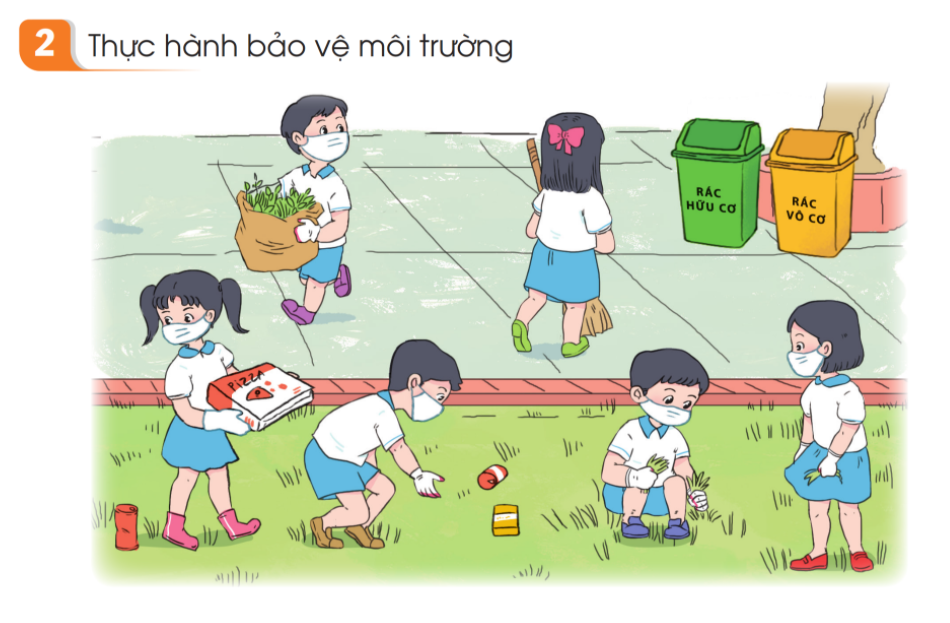 2 Thực hành bảo vệ môi trường
RÁC
HỮU CƠ
RÁC
VÔ CƠ
PIZZA